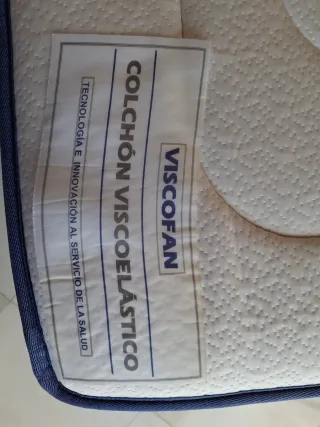 VISCOFAN
COLCHÓN VISCOELÁSTICO
TECNOLOGÍA E INNOVACIÓN AL SERVICIO DE LA SALUD